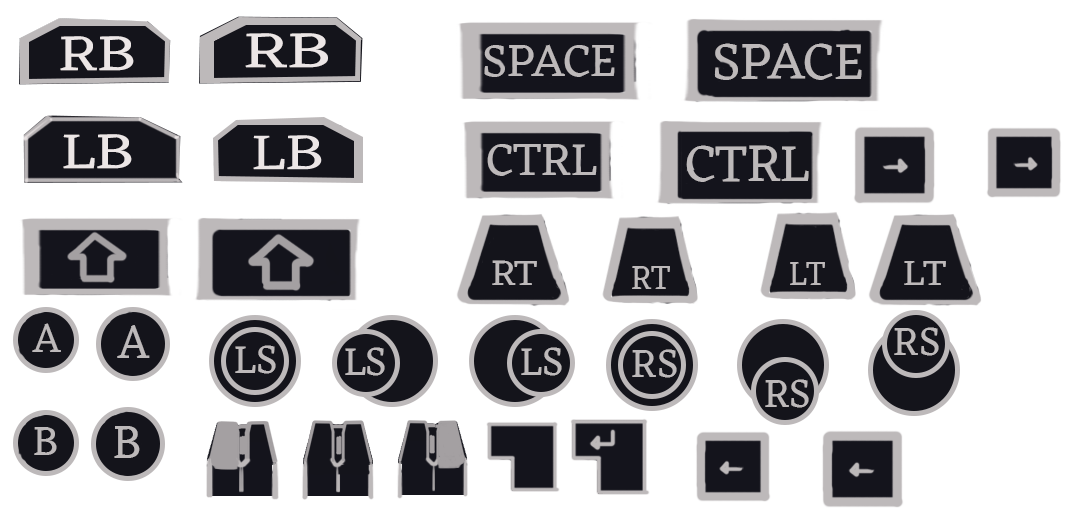 RB RB SPACE SPACE
LB LB CTRL CTRL → →
RT RT LT LT
A A LS LS LS RS RS RS
B B ← ←